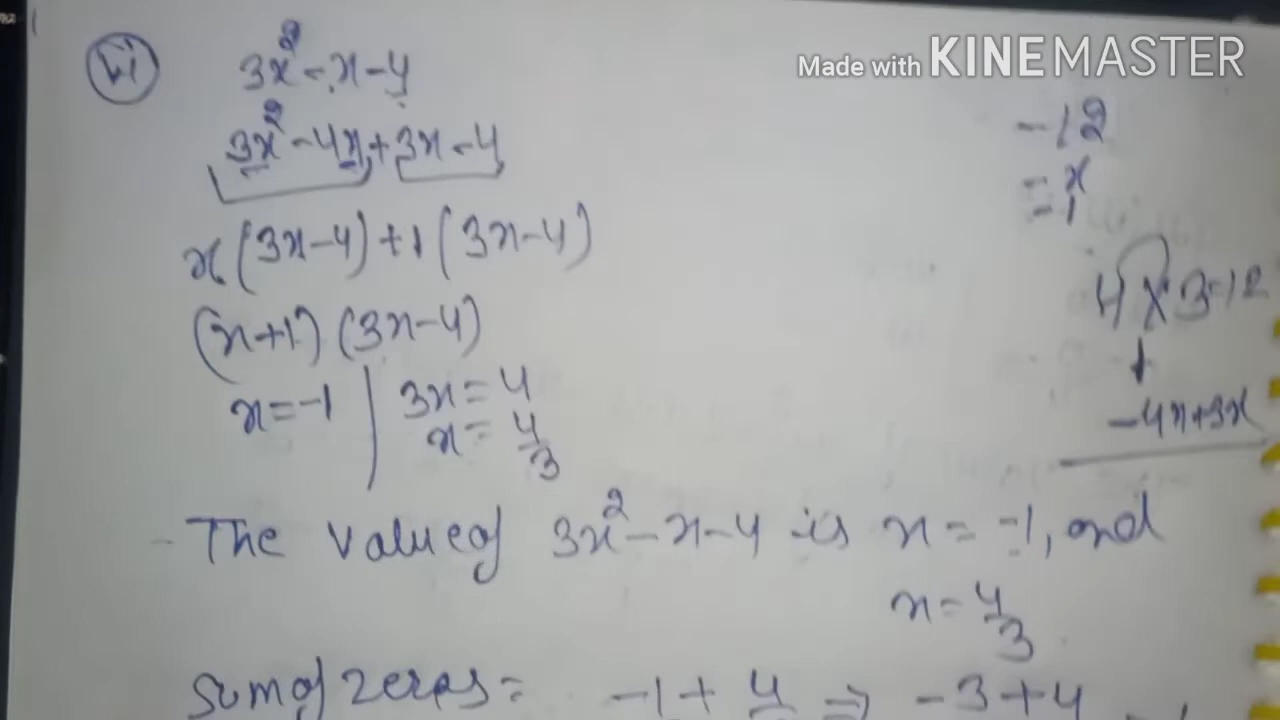 Made with KINEMASTER
vi 3x² - x - 4
3x² - 4x + 3x - 4
x(3x-4) + 1(3x-4)
(x+1) (3x-4)
x = -1 | 3x = 4
x = 4/3
-12
= x
= 1
4 x 3 = 12
-4x+3x
- The value of 3x² - x - 4 is x = -1, and
x = 4/3
Sum of zeros = -1 + 4 ⇒ -3 + 4